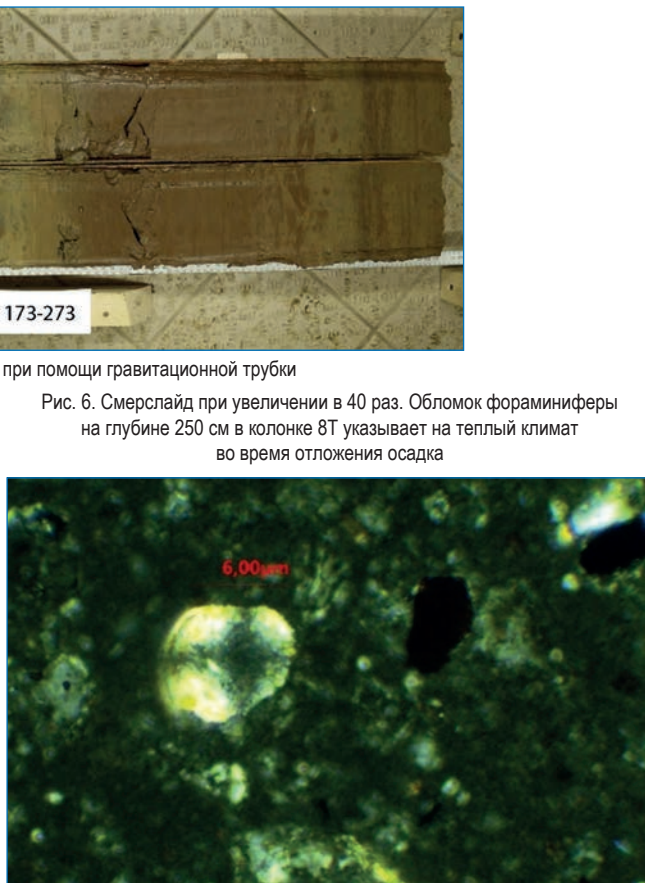 173-273
при помощи гравитационной трубки
Рис. 6. Смерслайд при увеличении в 40 раз. Обломок фораминиферы
на глубине 250 см в колонке 8Т указывает на теплый климат
во время отложения осадка
6,00µm